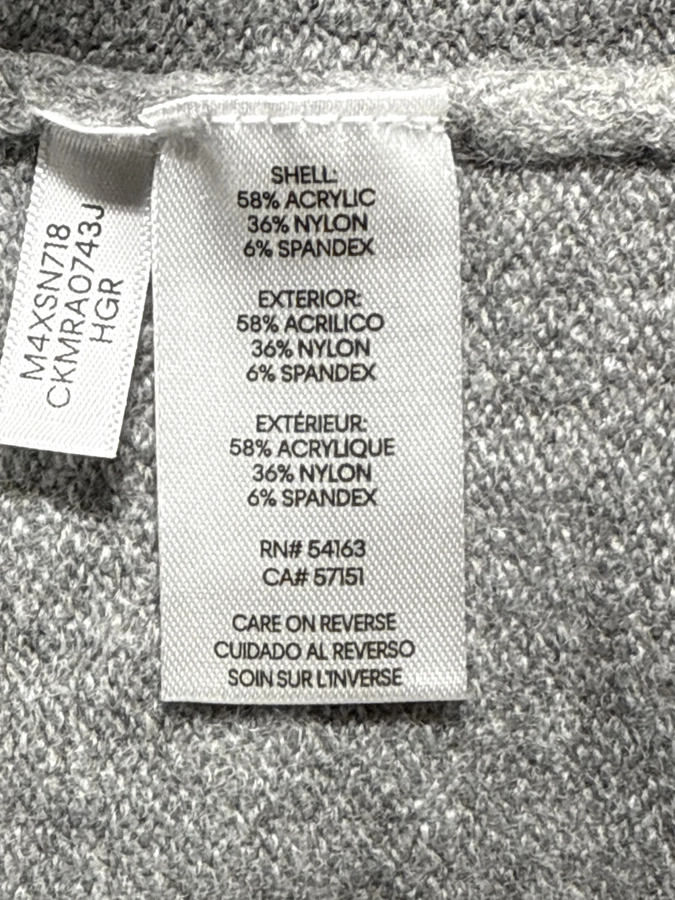 M4XSN718
CKMRA0743J
HGR
SHELL:
58% ACRYLIC
36% NYLON
6% SPANDEX
EXTERIOR:
58% ACRILICO
36% NYLON
6% SPANDEX
EXTÉRIEUR:
58% ACRYLIQUE
36% NYLON
6% SPANDEX
RN# 54163
CA# 57151
CARE ON REVERSE
CUIDADO AL REVERSO
SOIN SUR L'INVERSE